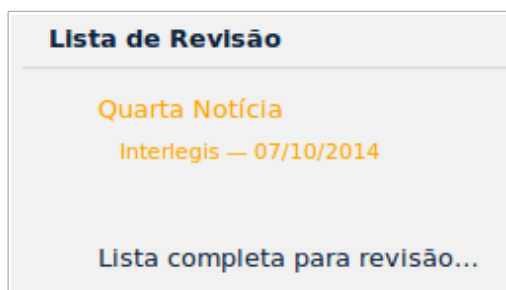 Lista de Revisão
Quarta Notícia
Interlegis — 07/10/2014
Lista completa para revisão...